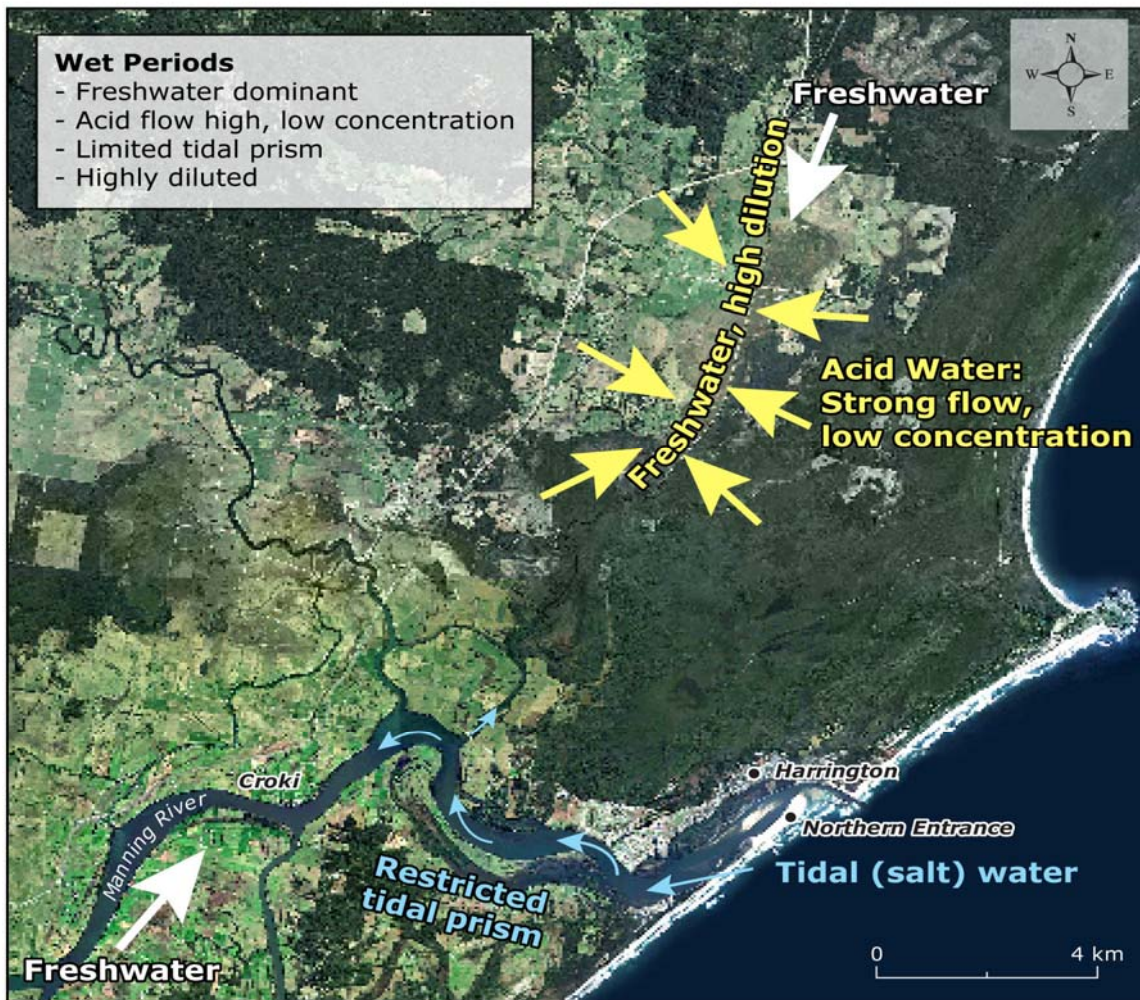 Wet Periods
- Freshwater dominant
- Acid flow high, low concentration
- Limited tidal prism
- Highly diluted
N
W E
S
Freshwater
Freshwater, high dilution
Acid Water:
Strong flow,
low concentration
Croki
Manning River
Harrington
Northern Entrance
Restricted
tidal prism
Tidal (salt) water
Freshwater
0 4 km